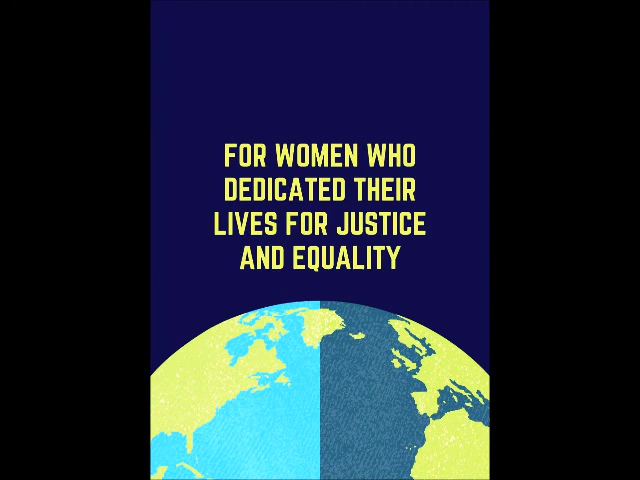 FOR WOMEN WHO
DEDICATED THEIR
LIVES FOR JUSTICE
AND EQUALITY